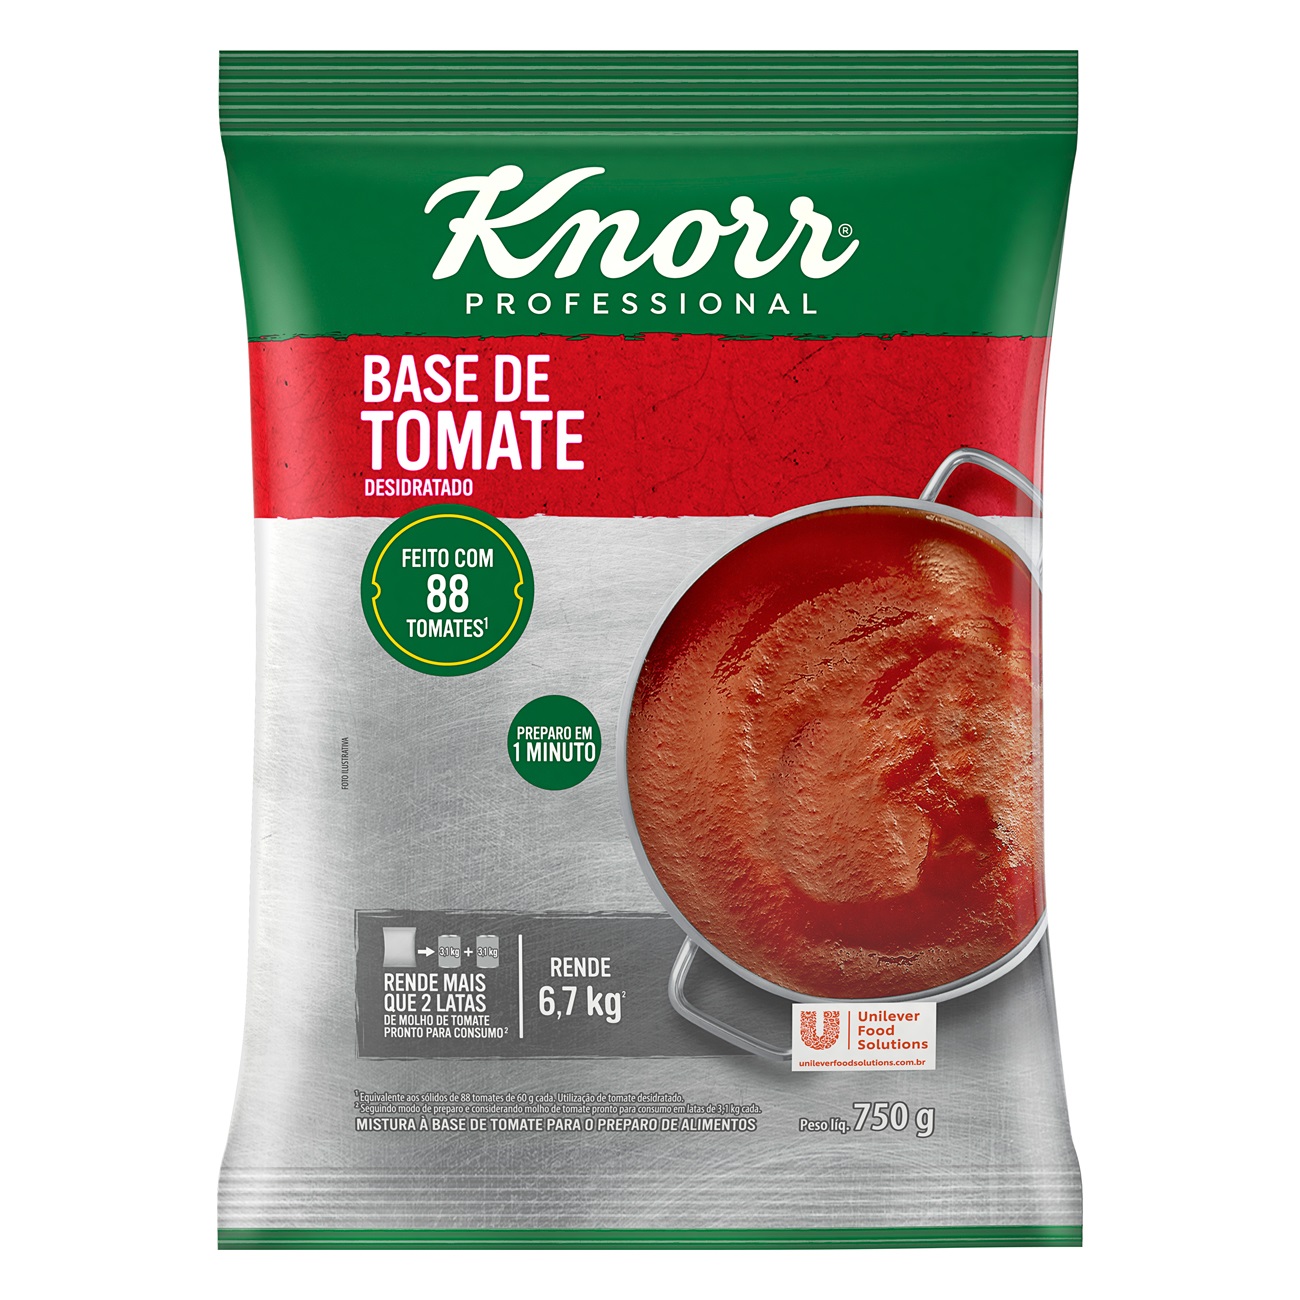 Knorr®
PROFESSIONAL
BASE DE
TOMATE
DESIDRATADO
FEITO COM
88
TOMATES¹
PREPARO EM
1 MINUTO
FOTO ILUSTRATIVA
3,1 kg + 3,1 kg
RENDE MAIS
QUE 2 LATAS
DE MOLHO DE TOMATE
PRONTO PARA CONSUMO²
RENDE
6,7 kg²
Unilever
Food
Solutions
unileverfoodsolutions.com.br
¹ Equivalente aos sólidos de 88 tomates de 60 g cada. Utilização de tomate desidratado.
² Seguindo modo de preparo e considerando molho de tomate pronto para consumo em latas de 3,1 kg cada.
MISTURA À BASE DE TOMATE PARA O PREPARO DE ALIMENTOS
Peso líq. 750 g